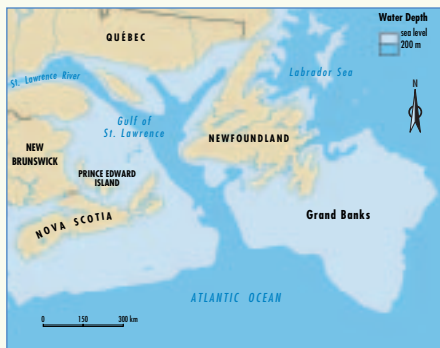 Water Depth
sea level
200 m
QUÉBEC
St. Lawrence River
Labrador Sea
N
Gulf of
St. Lawrence
NEWFOUNDLAND
NEW
BRUNSWICK
PRINCE EDWARD
ISLAND
NOVA SCOTIA
Grand Banks
ATLANTIC OCEAN
0 150 300 km